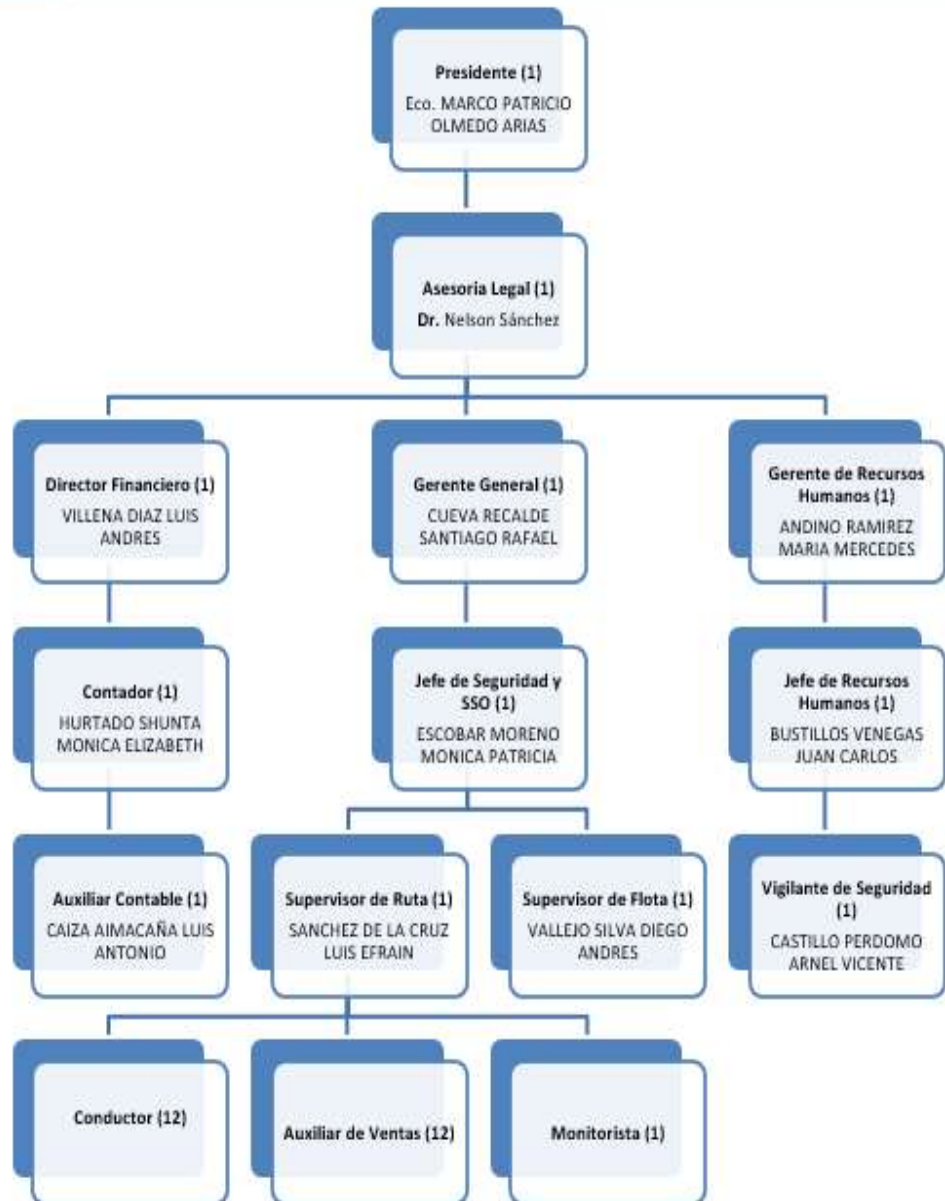 Presidente (1)
Eco. MARCO PATRICIO
OLMEDO ARIAS
Asesoria Legal (1)
Dr. Nelson Sánchez
Director Financiero (1)
VILLENA DIAZ LUIS
ANDRES
Gerente General (1)
CUEVA RECALDE
SANTIAGO RAFAEL
Gerente de Recursos
Humanos (1)
ANDINO RAMIREZ
MARIA MERCEDES
Contador (1)
HURTADO SHUNTA
MONICA ELIZABETH
Jefe de Seguridad y
SSO (1)
ESCOBAR MORENO
MONICA PATRICIA
Jefe de Recursos
Humanos (1)
BUSTILLOS VENEGAS
JUAN CARLOS
Auxiliar Contable (1)
CAIZA AIMACAÑA LUIS
ANTONIO
Supervisor de Ruta (1)
SANCHEZ DE LA CRUZ
LUIS EFRAIN
Supervisor de Flota (1)
VALLEJO SILVA DIEGO
ANDRES
Vigilante de Seguridad
(1)
CASTILLO PERDOMO
ARNEL VICENTE
Conductor (12)
Auxiliar de Ventas (12)
Monitorista (1)